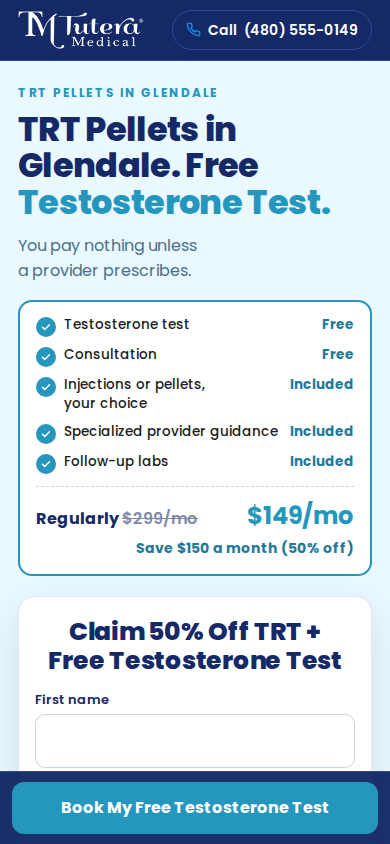 TM Tutera®
Medical
Call (480) 555-0149
TRT PELLETS IN GLENDALE
TRT Pellets in
Glendale. Free
Testosterone Test.
You pay nothing unless
a provider prescribes.
Testosterone test Free
Consultation Free
Injections or pellets, Included
your choice
Specialized provider guidance Included
Follow-up labs Included
Regularly $299/mo $149/mo
Save $150 a month (50% off)
Claim 50% Off TRT +
Free Testosterone Test
First name
Book My Free Testosterone Test